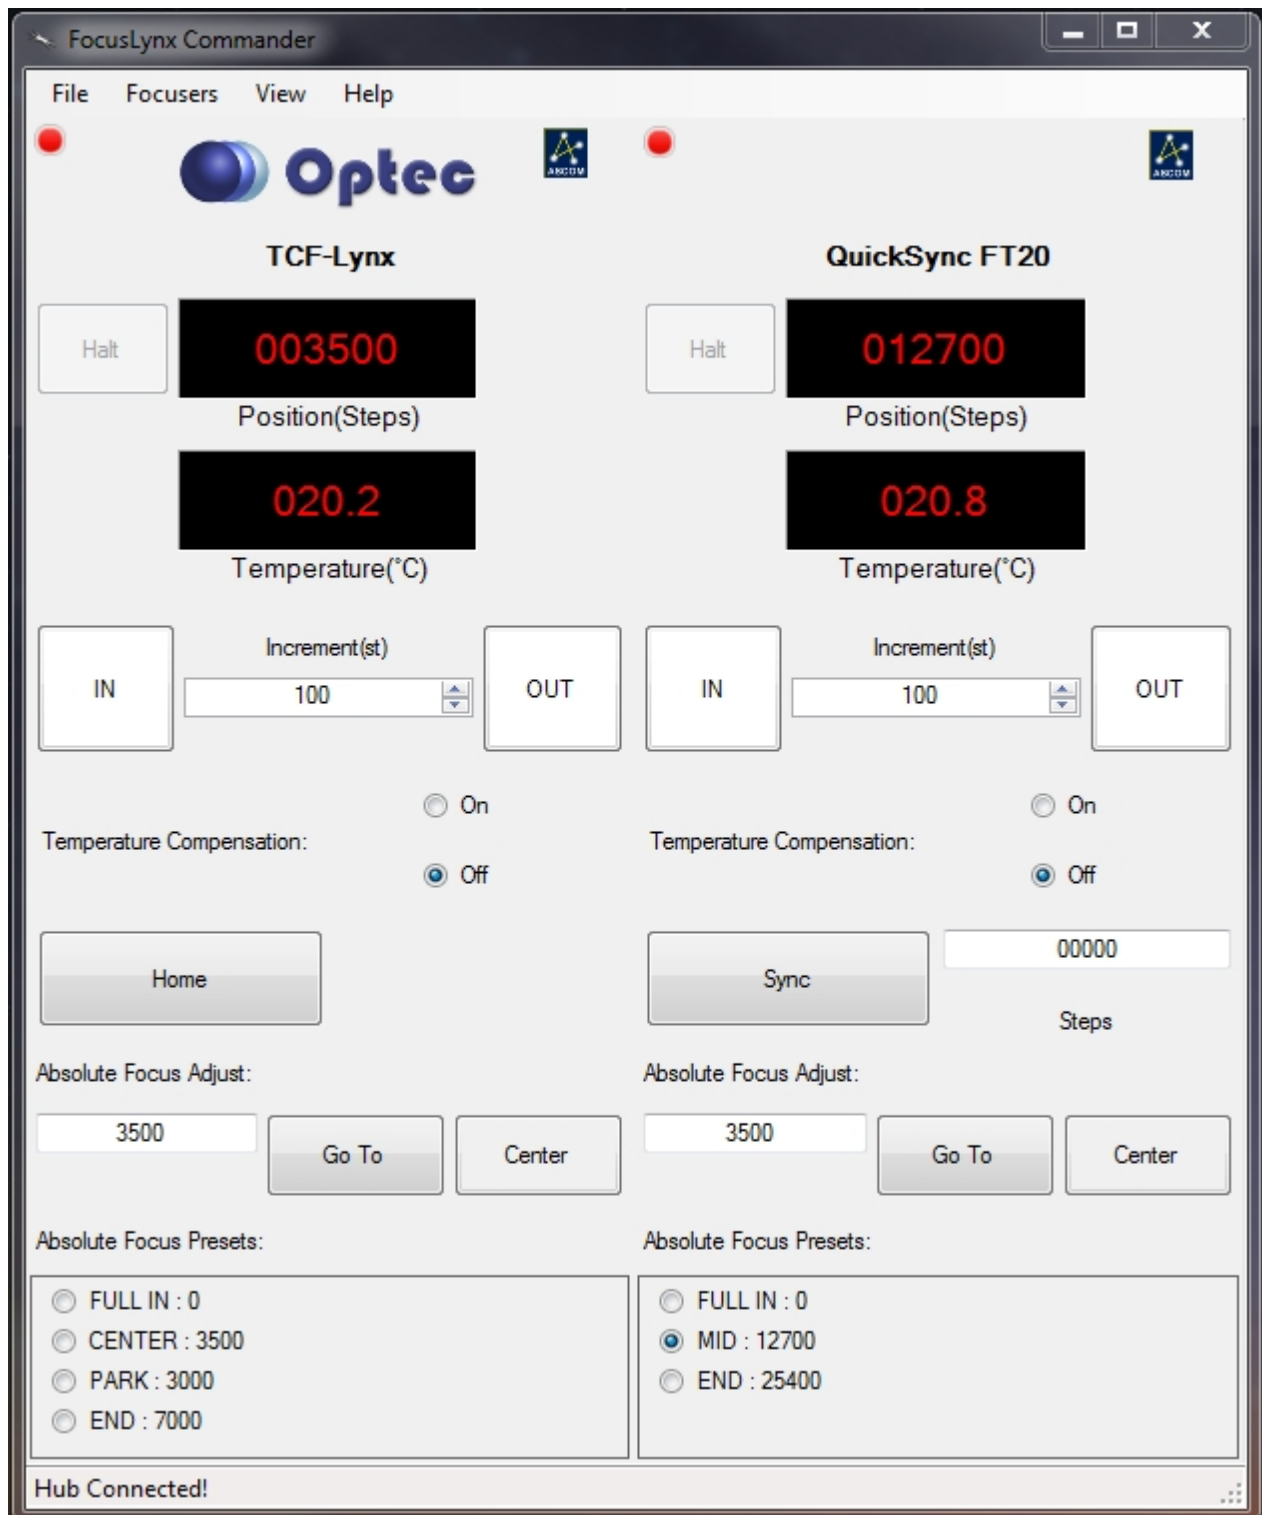 FocusLynx Commander
File Focusers View Help
Optec
ASCOM
ASCOM
TCF-Lynx
Halt
003500
Position(Steps)
020.2
Temperature(°C)
IN
Increment(st)
100
OUT
On
Temperature Compensation:
Off
Home
Absolute Focus Adjust:
3500
Go To
Center
Absolute Focus Presets:
FULL IN : 0
CENTER : 3500
PARK : 3000
END : 7000
QuickSync FT20
Halt
012700
Position(Steps)
020.8
Temperature(°C)
IN
Increment(st)
100
OUT
On
Temperature Compensation:
Off
Sync
00000
Steps
Absolute Focus Adjust:
3500
Go To
Center
Absolute Focus Presets:
FULL IN : 0
MID : 12700
END : 25400
Hub Connected!